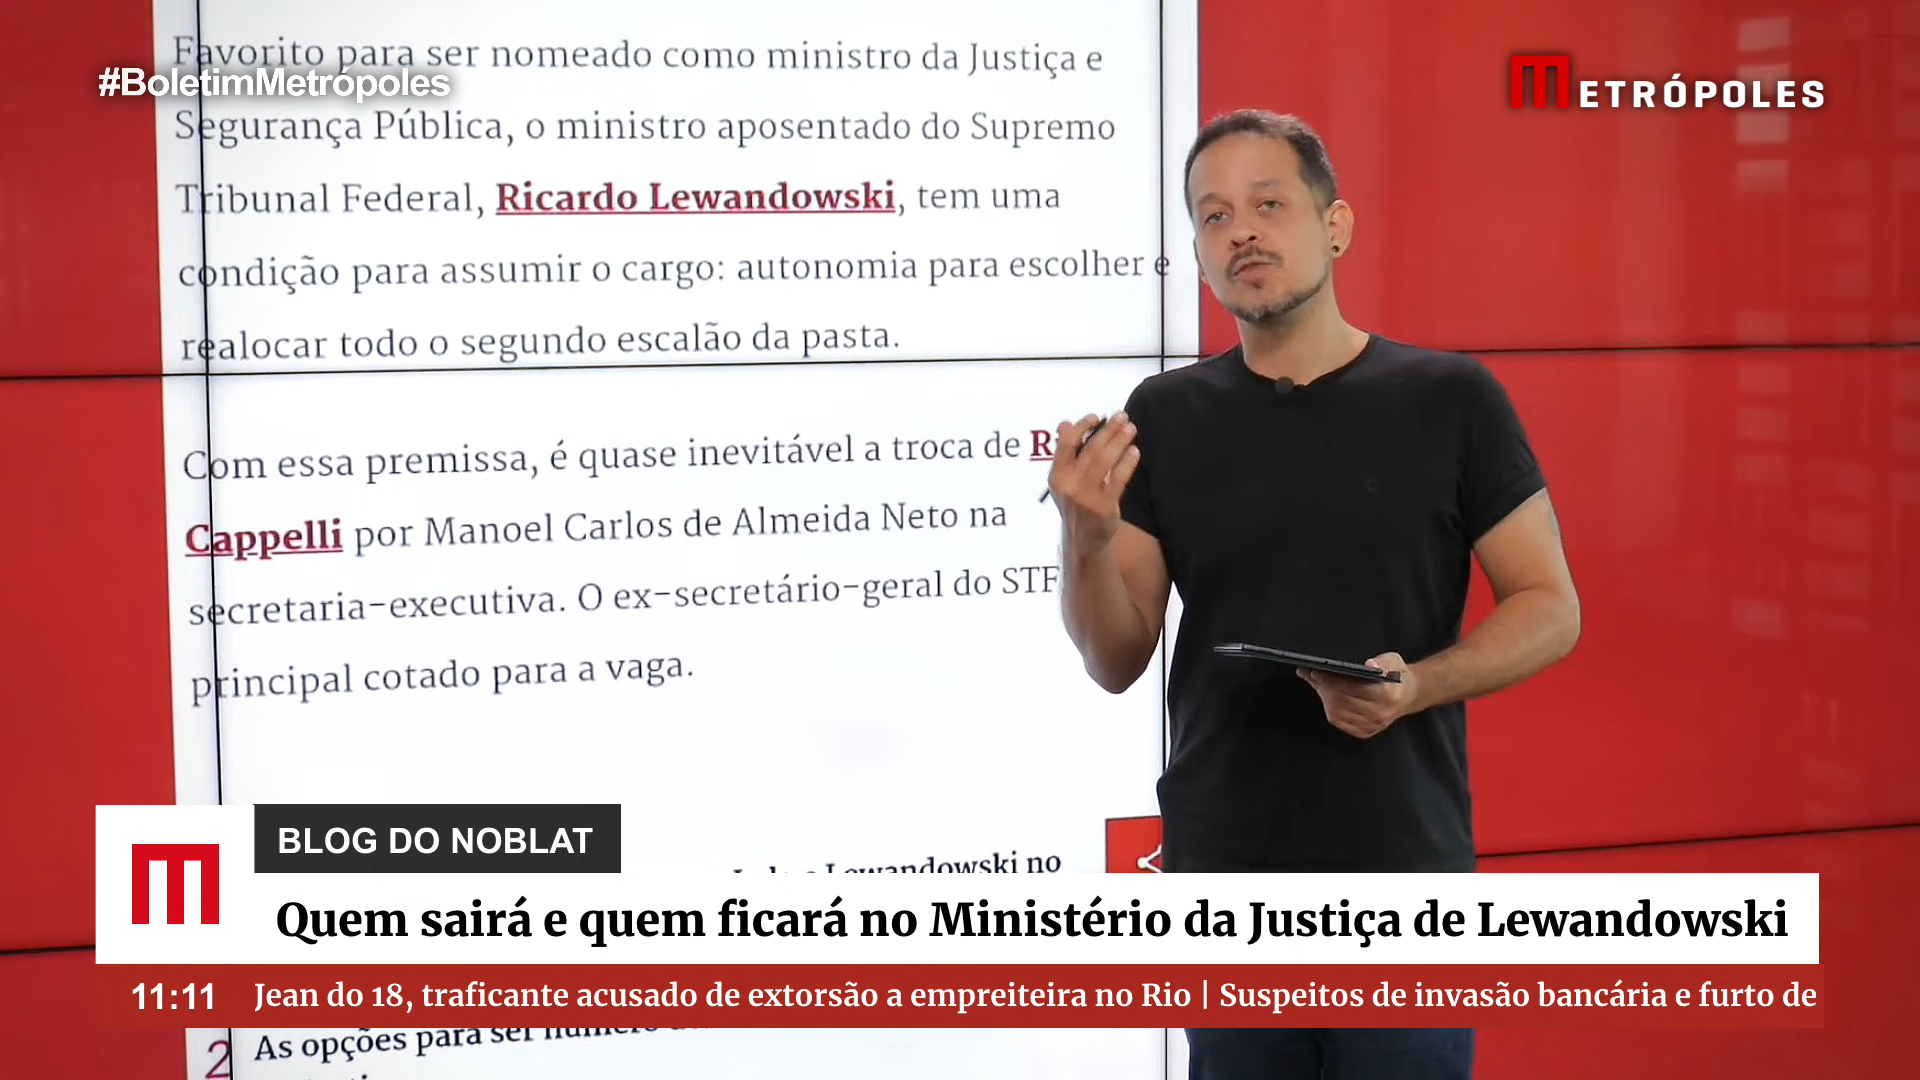 Favorito para ser nomeado como ministro da Justiça e
#BoletimMetrópoles
METRÓPOLES
Segurança Pública, o ministro aposentado do Supremo
Tribunal Federal, Ricardo Lewandowski, tem uma
condição para assumir o cargo: autonomia para escolher e
realocar todo o segundo escalão da pasta.
Com essa premissa, é quase inevitável a troca de
Cappelli por Manoel Carlos de Almeida Neto na
secretaria-executiva. O ex-secretário-geral do STF
principal cotado para a vaga.
BLOG DO NOBLAT
Lewandowski no
Quem sairá e quem ficará no Ministério da Justiça de Lewandowski
11:11 Jean do 18, traficante acusado de extorsão a empreiteira no Rio | Suspeitos de invasão bancária e furto de
2 As opções para ser número